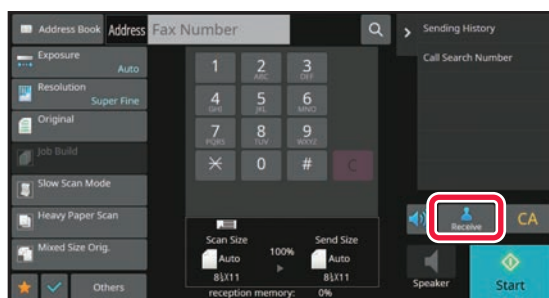 Address Book
Address
Fax Number
Exposure
Auto
Resolution
Super Fine
Original
Job Build
Slow Scan Mode
Heavy Paper Scan
Mixed Size Orig.
Others
1
2
ABC
3
DEF
4
GHI
5
JKL
6
MNO
7
PQRS
8
TUV
9
WXYZ
0
#
C
Scan Size
Auto
8½X11
100%
Send Size
Auto
8½X11
reception memory: 0%
Sending History
Call Search Number
Receive
CA
Speaker
Start